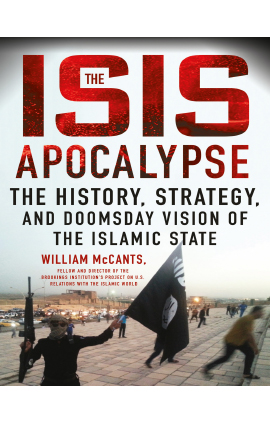 THE
ISIS
APOCALYPSE
THE HISTORY, STRATEGY,
AND DOOMSDAY VISION OF
THE ISLAMIC STATE
WILLIAM McCANTS,
FELLOW AND DIRECTOR OF THE
BROOKINGS INSTITUTION'S PROJECT ON U.S.
RELATIONS WITH THE ISLAMIC WORLD